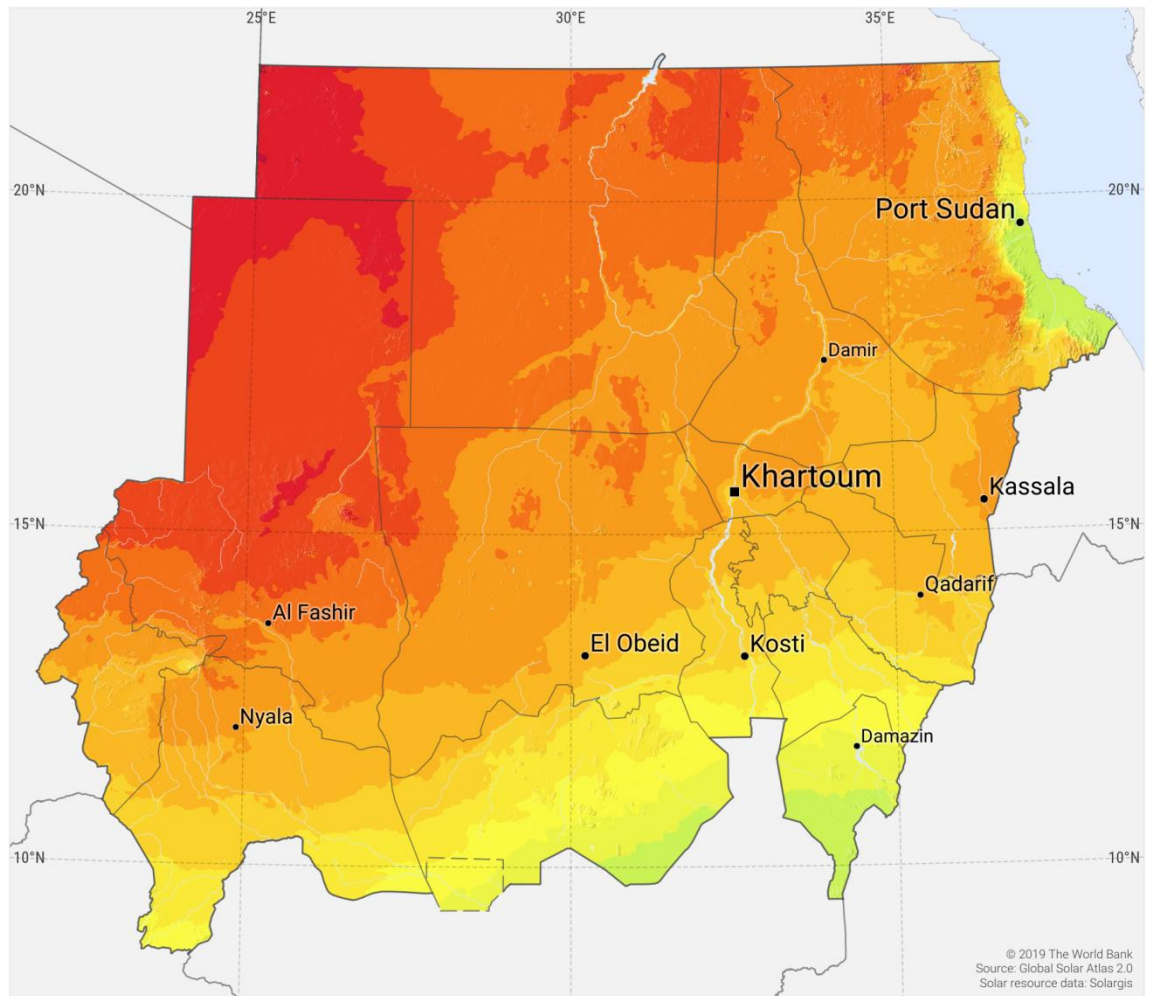 25°E
30°E
35°E
20°N
20°N
Port Sudan
Damir
Khartoum
Kassala
15°N
15°N
Qadarif
Al Fashir
El Obeid
Kosti
Nyala
Damazin
10°N
10°N
© 2019 The World Bank
Source: Global Solar Atlas 2.0
Solar resource data: Solargis